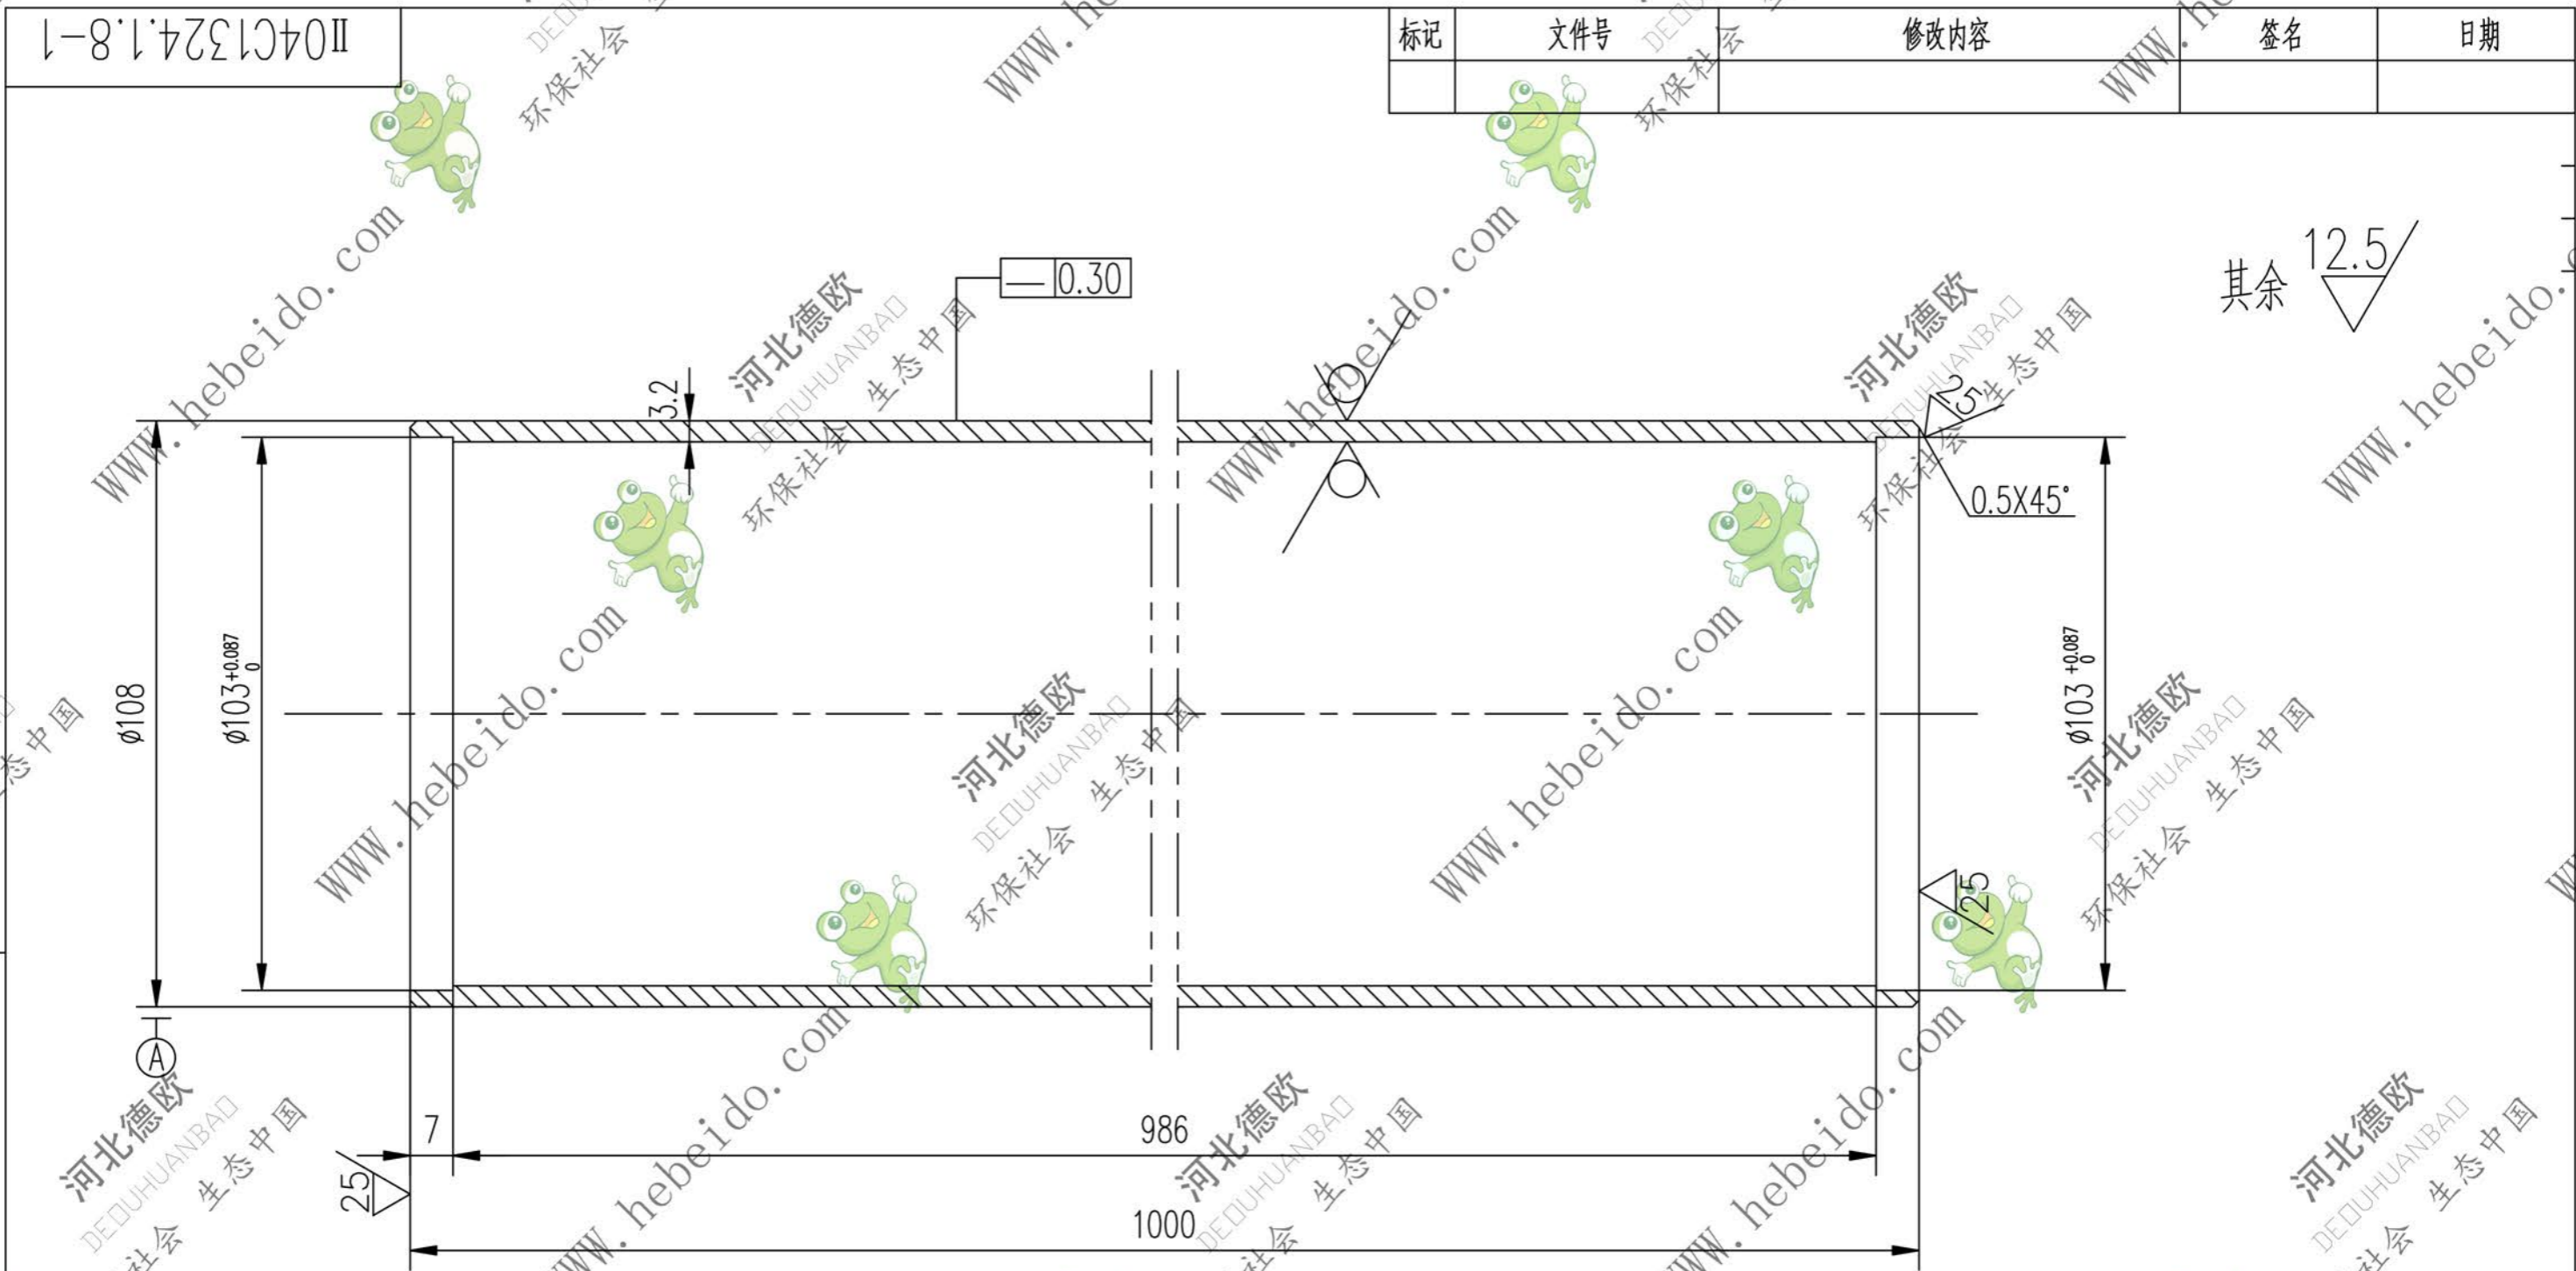 II04C1324.1.8-1
标记 文件号 修改内容 签名 日期
其余 12.5
0.30
3.2
25
0.5X45°
ø108
ø103 +0.087 0
ø103 +0.087 0
25
A
7
986
25
1000
河北德欧
DEOUHUANBAO
环保社会 生态中国
WWW.hebeido.com